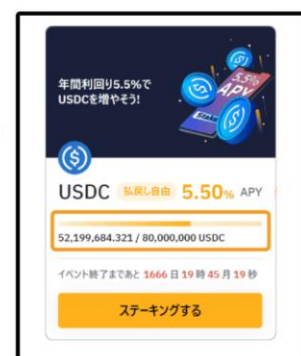 年間利回り5.5%で
USDCを増やそう!
5.5%
APY
USDC 払戻し自由 5.50% APY
52,199,684.321 / 80,000,000 USDC
イベント終了まであと 1666 日 19 時 45 月 19 秒
ステーキングする